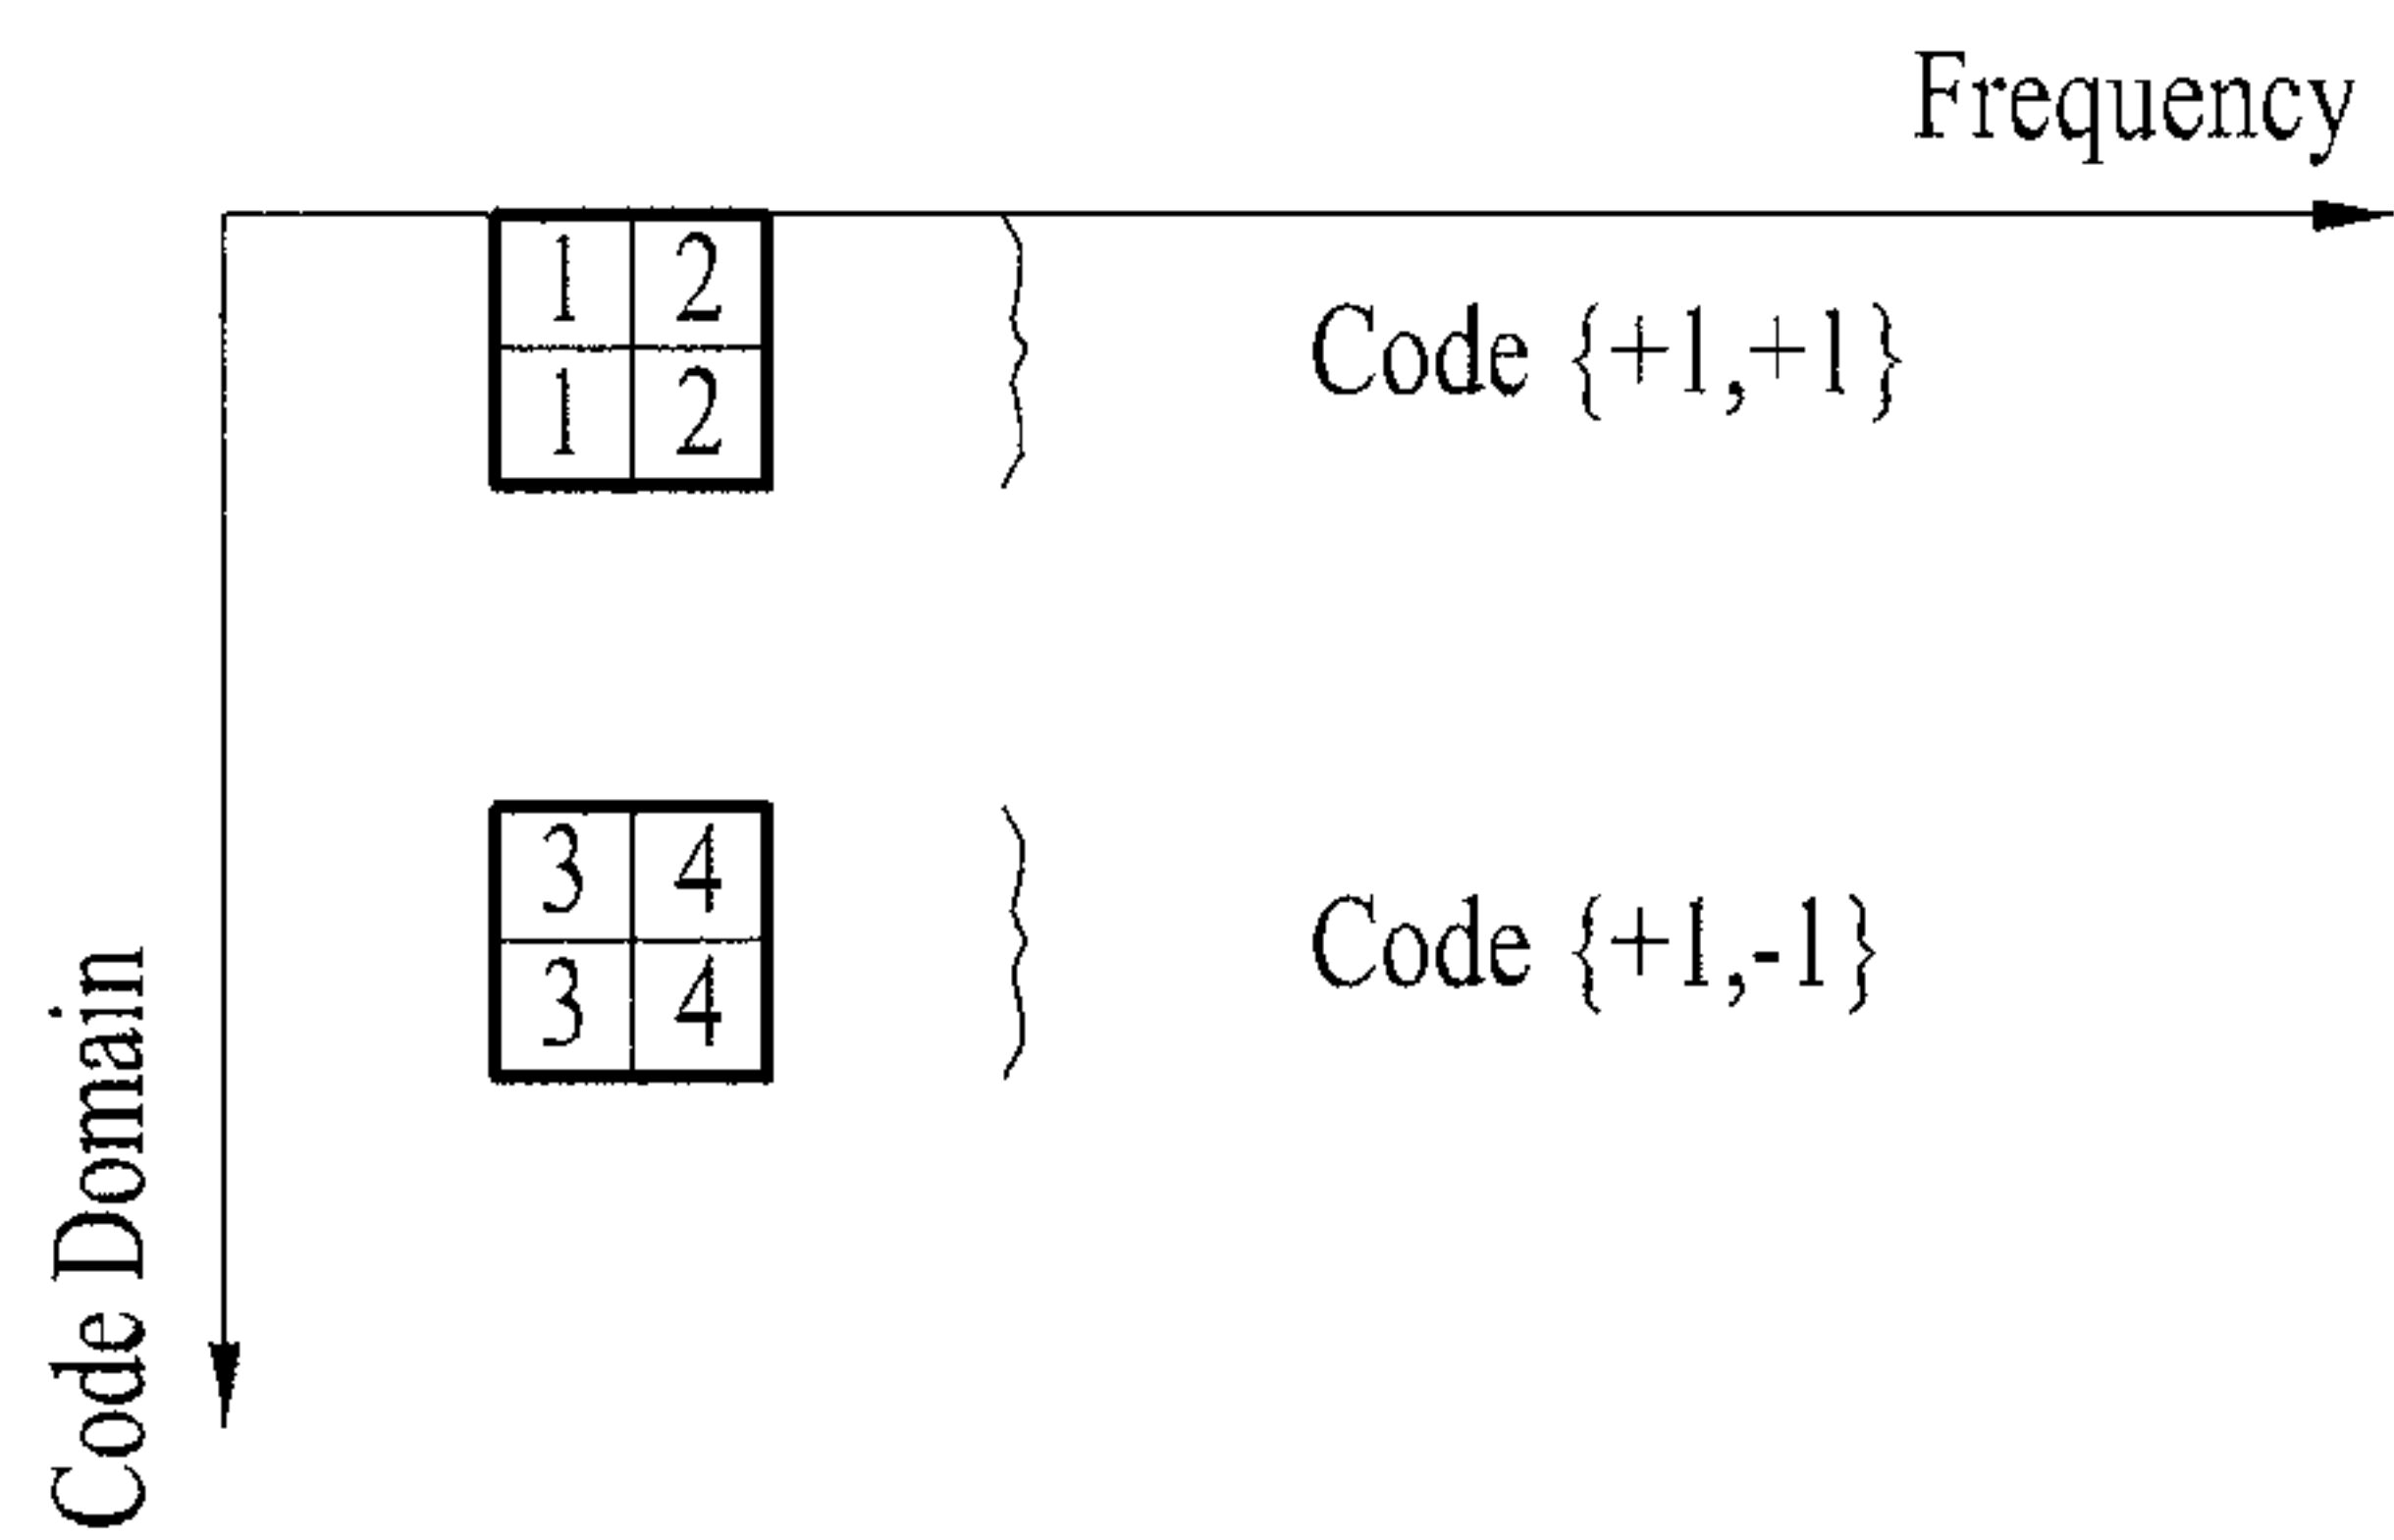 Frequency
1 2
1 2
Code {+1,+1}
3 4
3 4
Code {+1,-1}
Code Domain